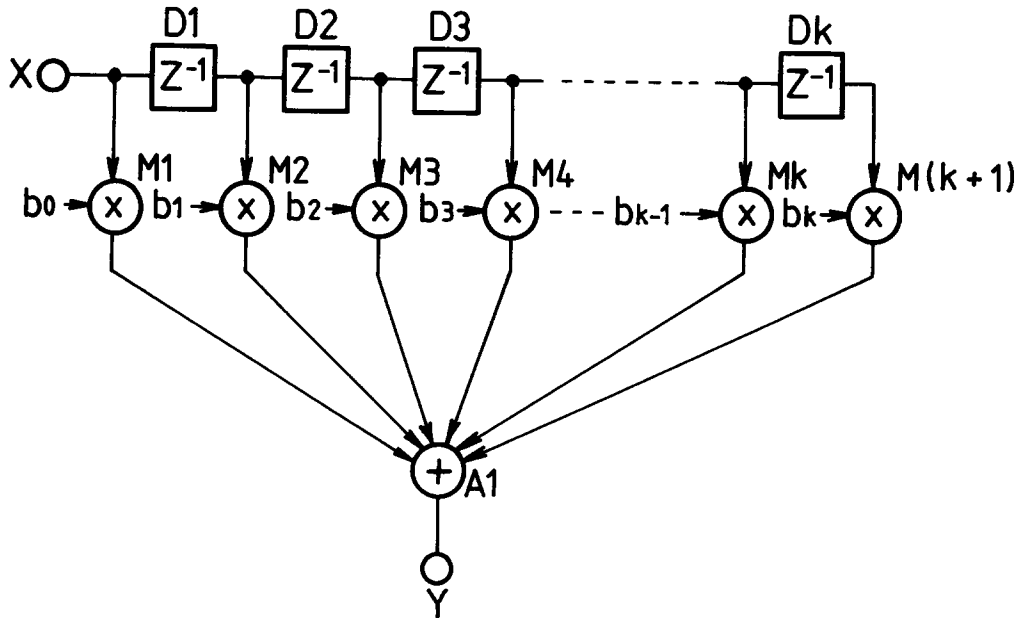 D1 D2 D3 Dk
X Z⁻¹ Z⁻¹ Z⁻¹ Z⁻¹
M1 M2 M3 M4 Mk M(k+1)
b₀ x b₁ x b₂ x b₃ x bₖ₋₁ x bₖ x
+ A1
Y